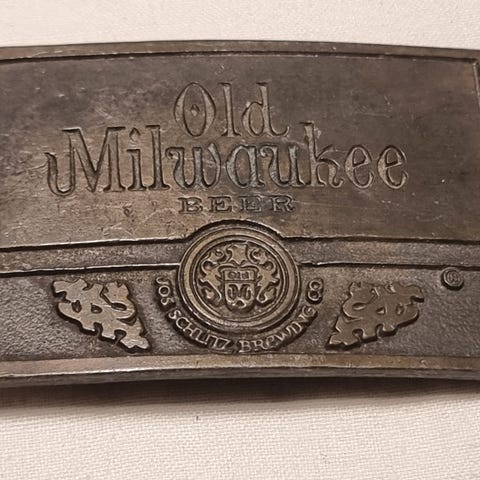 Old
Milwaukee
BEER
JOS SCHLITZ BREWING Co
®